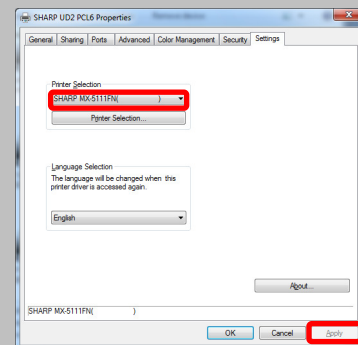 SHARP UD2 PCL6 Properties
General Sharing Ports Advanced Color Management Security Settings
Printer Selection
SHARP MX-5111FN( )
Printer Selection...
Language Selection
The language will be changed when this
printer driver is accessed again.
English
About...
SHARP MX-5111FN( )
OK Cancel Apply